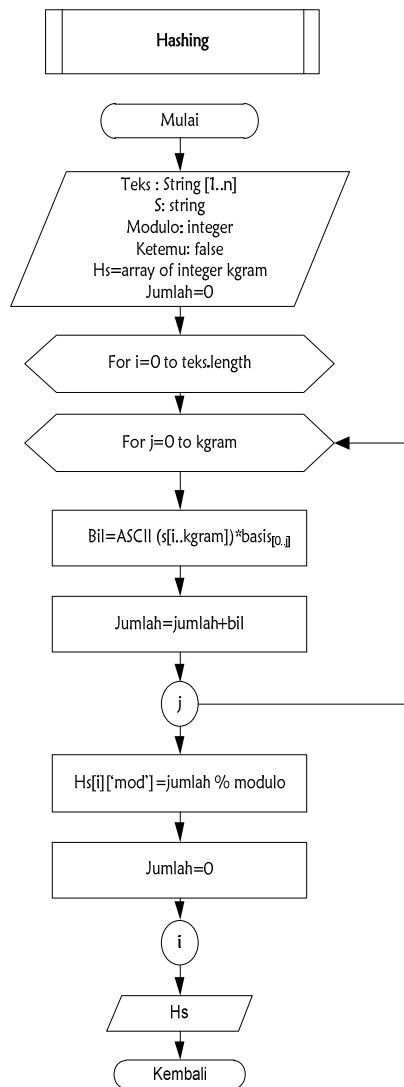 Hashing
Mulai
Teks : String [1..n]
S: string
Modulo: integer
Ketemu: false
Hs=array of integer kgram
Jumlah=0
For i=0 to teks.length
For j=0 to kgram
Bil=ASCII (s[i..kgram])*basis[0..j]
Jumlah=jumlah+bil
j
Hs[i][‘mod’]=jumlah % modulo
Jumlah=0
i
Hs
Kembali